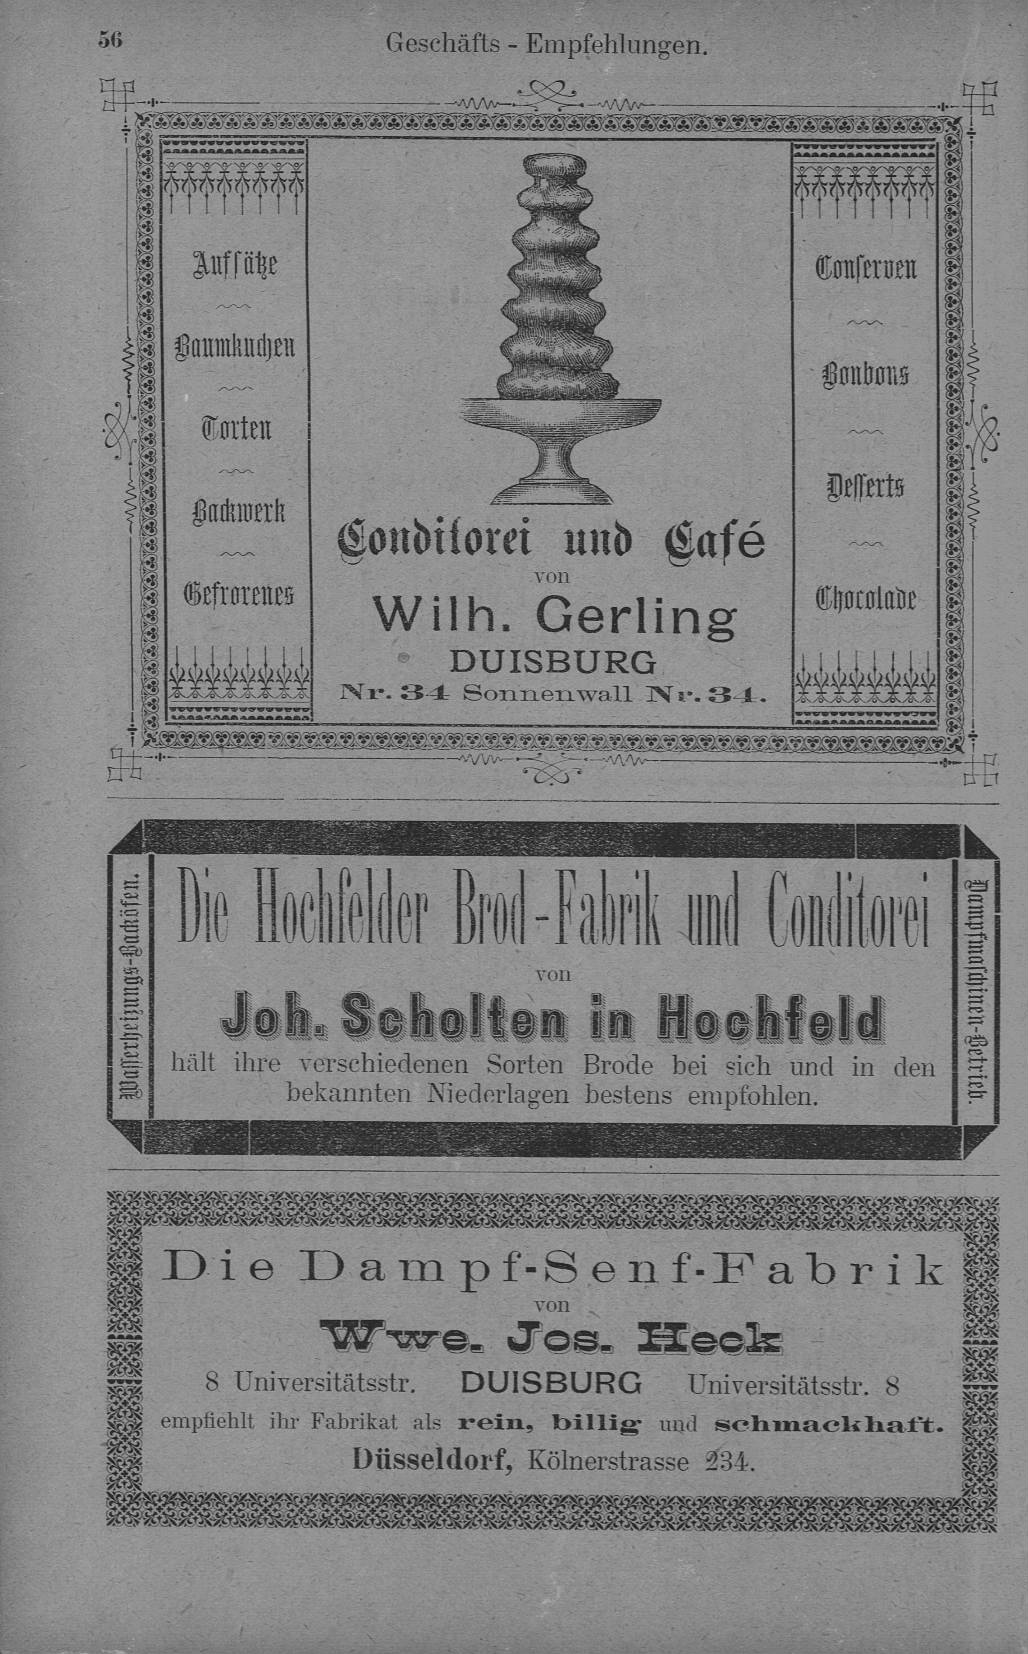 56
Geschäfts - Empfehlungen.
Aufsätze
Baumkuchen
Torten
Backwerk
Gefrorenes
Conditorei und Café
von
Wilh. Gerling
DUISBURG
Nr. 34 Sonnenwall Nr. 34.
Conserven
Bonbons
Desserts
Chocolade
Wasserheizungs-Backöfen.
Die Hochfelder Brod-Fabrik und Conditorei
von
Joh. Scholten in Hochfeld
hält ihre verschiedenen Sorten Brode bei sich und in den
bekannten Niederlagen bestens empfohlen.
Dampfmaschinen-Betrieb.
Die Dampf-Senf-Fabrik
von
Wwe. Jos. Heck
8 Universitätsstr. DUISBURG Universitätsstr. 8
empfiehlt ihr Fabrikat als rein, billig und schmackhaft.
Düsseldorf, Kölnerstrasse 234.